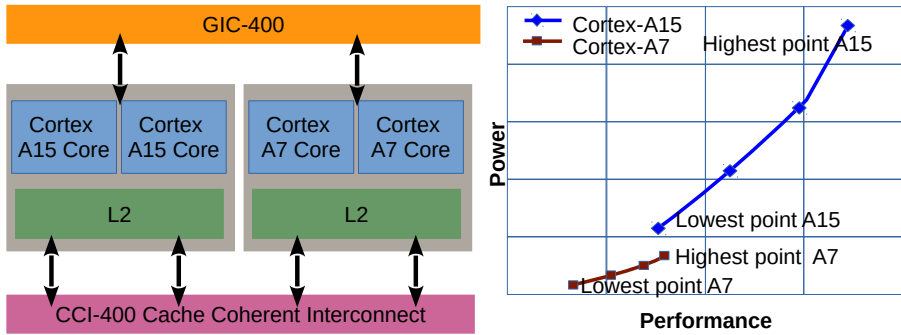 GIC-400
Cortex
A15 Core
Cortex
A15 Core
Cortex
A7 Core
Cortex
A7 Core
L2
L2
CCI-400 Cache Coherent Interconnect
Cortex-A15
Cortex-A7
Highest point A15
Power
Lowest point A15
Highest point A7
Lowest point A7
Performance